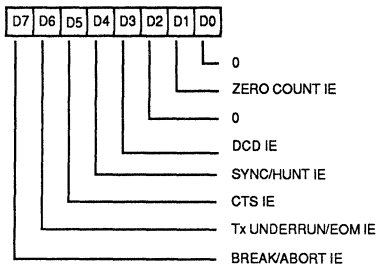 D7 D6 D5 D4 D3 D2 D1 D0
0
ZERO COUNT IE
0
DCD IE
SYNC/HUNT IE
CTS IE
Tx UNDERRUN/EOM IE
BREAK/ABORT IE